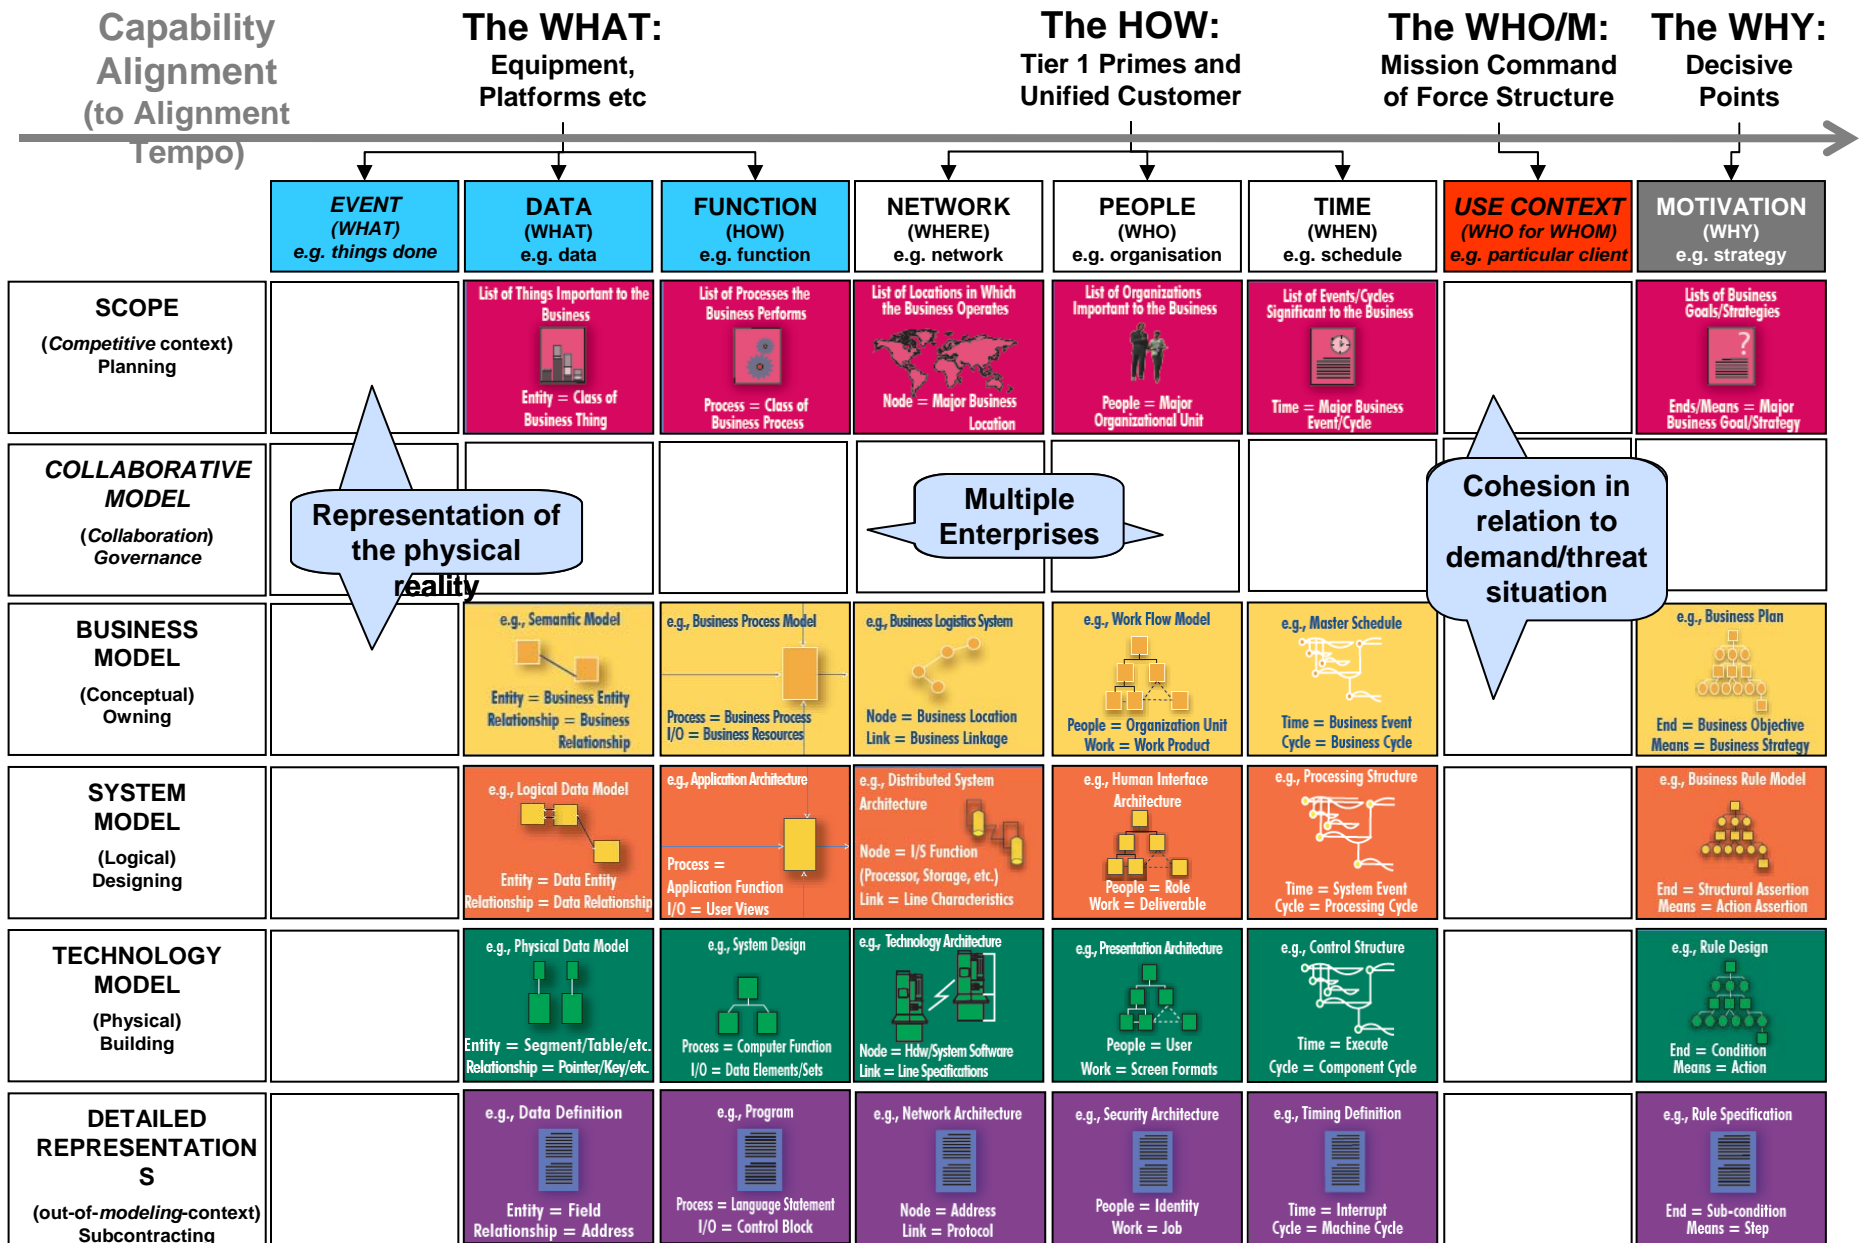 Capability
Alignment
(to Alignment
Tempo)
The WHAT:
Equipment,
Platforms etc
The HOW:
Tier 1 Primes and
Unified Customer
The WHO/M:
Mission Command
of Force Structure
The WHY:
Decisive
Points
EVENT
(WHAT)
e.g. things done
DATA
(WHAT)
e.g. data
FUNCTION
(HOW)
e.g. function
NETWORK
(WHERE)
e.g. network
PEOPLE
(WHO)
e.g. organisation
TIME
(WHEN)
e.g. schedule
USE CONTEXT
(WHO for WHOM)
e.g. particular client
MOTIVATION
(WHY)
e.g. strategy
SCOPE
(Competitive context)
Planning
List of Things Important to the
Business
Entity = Class of
Business Thing
List of Processes the
Business Performs
Process = Class of
Business Process
List of Locations in Which
the Business Operates
Node = Major Business
Location
List of Organizations
Important to the Business
People = Major
Organizational Unit
List of Events/Cycles
Significant to the Business
Time = Major Business
Event/Cycle
Lists of Business
Goals/Strategies
?
Ends/Means = Major
Business Goal/Strategy
COLLABORATIVE
MODEL
(Collaboration)
Governance
Representation of
the physical
reality
Multiple
Enterprises
Cohesion in
relation to
demand/threat
situation
BUSINESS
MODEL
(Conceptual)
Owning
e.g., Semantic Model
Entity = Business Entity
Relationship = Business
Relationship
e.g., Business Process Model
Process = Business Process
I/O = Business Resources
e.g., Business Logistics System
Node = Business Location
Link = Business Linkage
e.g., Work Flow Model
People = Organization Unit
Work = Work Product
e.g., Master Schedule
Time = Business Event
Cycle = Business Cycle
e.g., Business Plan
End = Business Objective
Means = Business Strategy
SYSTEM
MODEL
(Logical)
Designing
e.g., Logical Data Model
Entity = Data Entity
Relationship = Data Relationship
e.g., Application Architecture
Process =
Application Function
I/O = User Views
e.g., Distributed System
Architecture
Node = I/S Function
(Processor, Storage, etc.)
Link = Line Characteristics
e.g., Human Interface
Architecture
People = Role
Work = Deliverable
e.g., Processing Structure
Time = System Event
Cycle = Processing Cycle
e.g., Business Rule Model
End = Structural Assertion
Means = Action Assertion
TECHNOLOGY
MODEL
(Physical)
Building
e.g., Physical Data Model
Entity = Segment/Table/etc.
Relationship = Pointer/Key/etc.
e.g., System Design
Process = Computer Function
I/O = Data Elements/Sets
e.g., Technology Architecture
Node = Hdw/System Software
Link = Line Specifications
e.g., Presentation Architecture
People = User
Work = Screen Formats
e.g., Control Structure
Time = Execute
Cycle = Component Cycle
e.g., Rule Design
End = Condition
Means = Action
DETAILED
REPRESENTATION
S
(out-of-modeling-context)
Subcontracting
e.g., Data Definition
Entity = Field
Relationship = Address
e.g., Program
Process = Language Statement
I/O = Control Block
e.g., Network Architecture
Node = Address
Link = Protocol
e.g., Security Architecture
People = Identity
Work = Job
e.g., Timing Definition
Time = Interrupt
Cycle = Machine Cycle
e.g., Rule Specification
End = Sub-condition
Means = Step